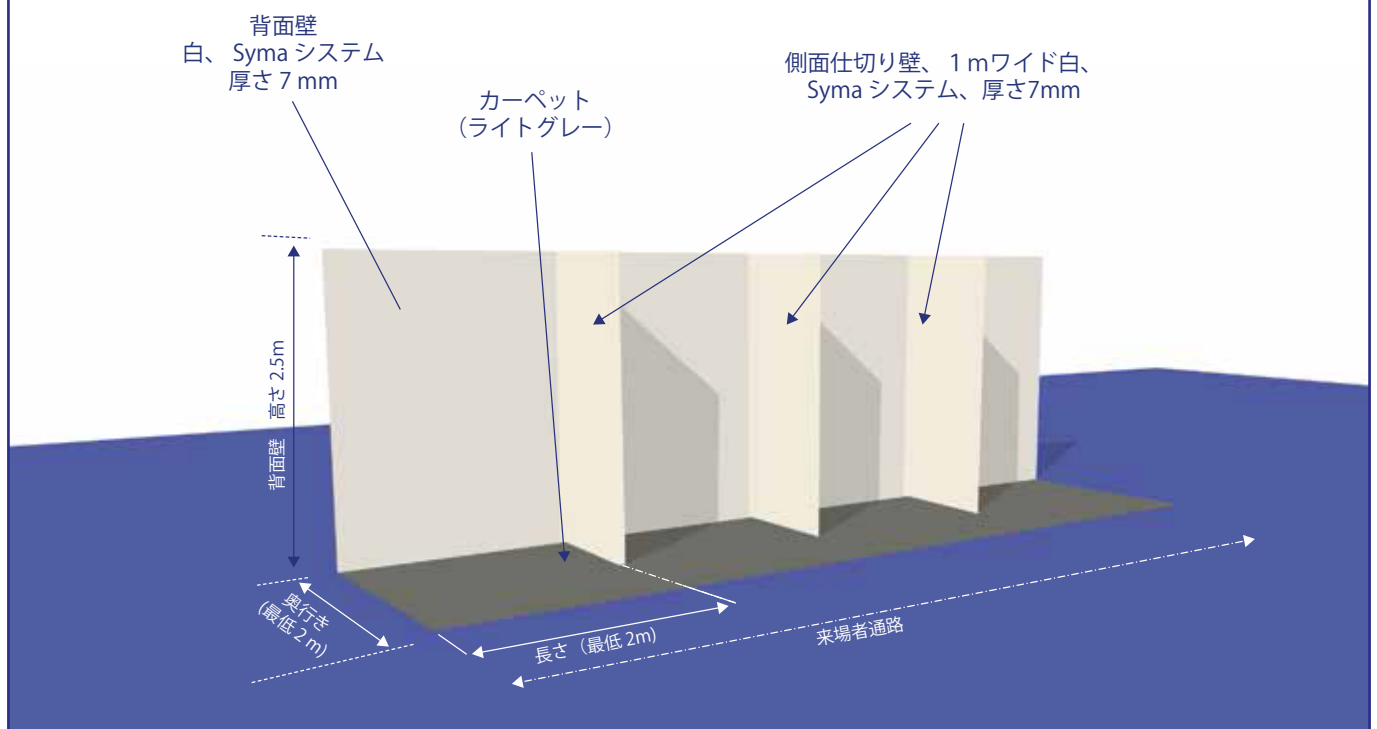 背面壁
白、 Syma システム
厚さ 7 mm
カーペット
（ライトグレー）
側面仕切り壁、 1 mワイド白、
Syma システム、厚さ7mm
背面壁 高さ 2.5m
奥行き
(最低 2 m)
長さ（最低 2m)
来場者通路